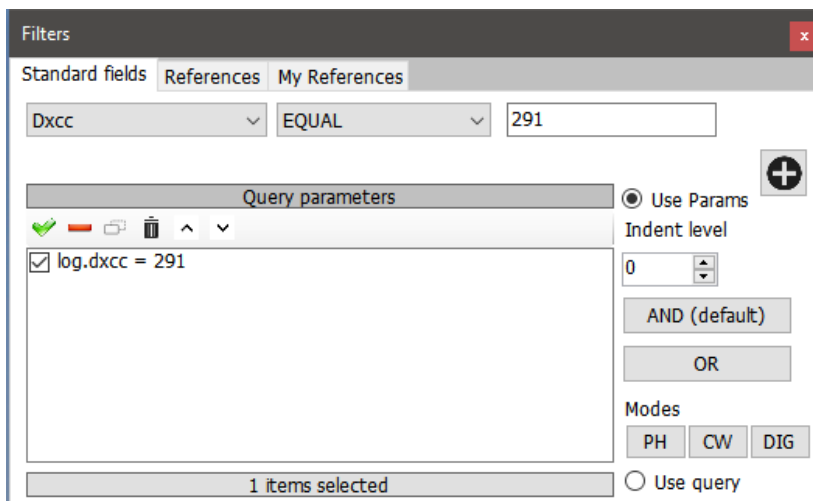 Filters
x
Standard fields References My References
Dxcc EQUAL 291
Query parameters
Use Params
Indent level
log.dxcc = 291
0
AND (default)
OR
Modes
PH CW DIG
1 items selected
Use query